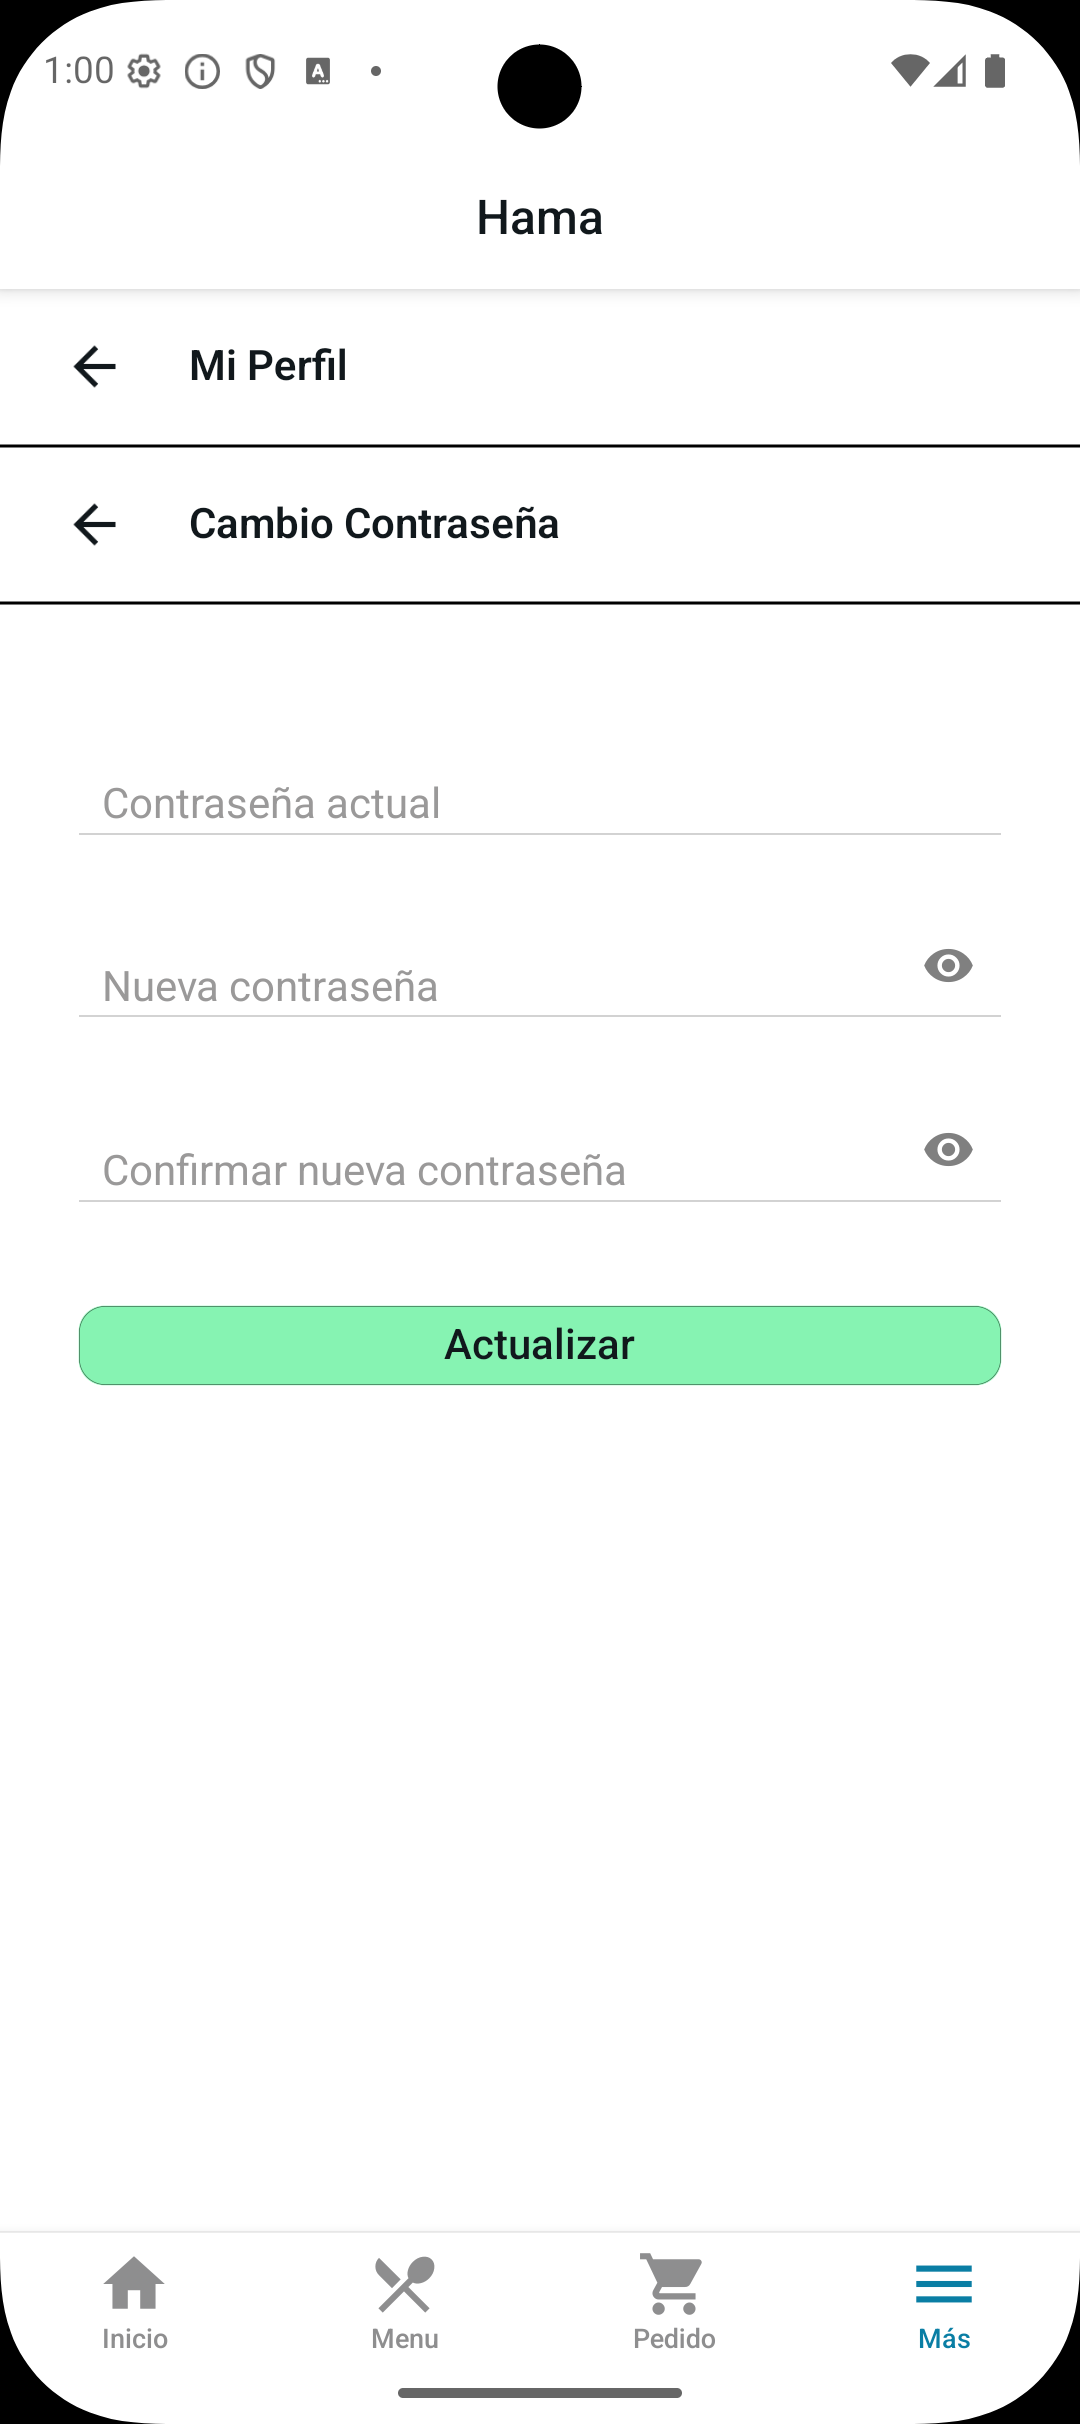 1:00
Hama
Mi Perfil
Cambio Contraseña
Contraseña actual
Nueva contraseña
Confirmar nueva contraseña
Actualizar
Inicio
Menu
Pedido
Más